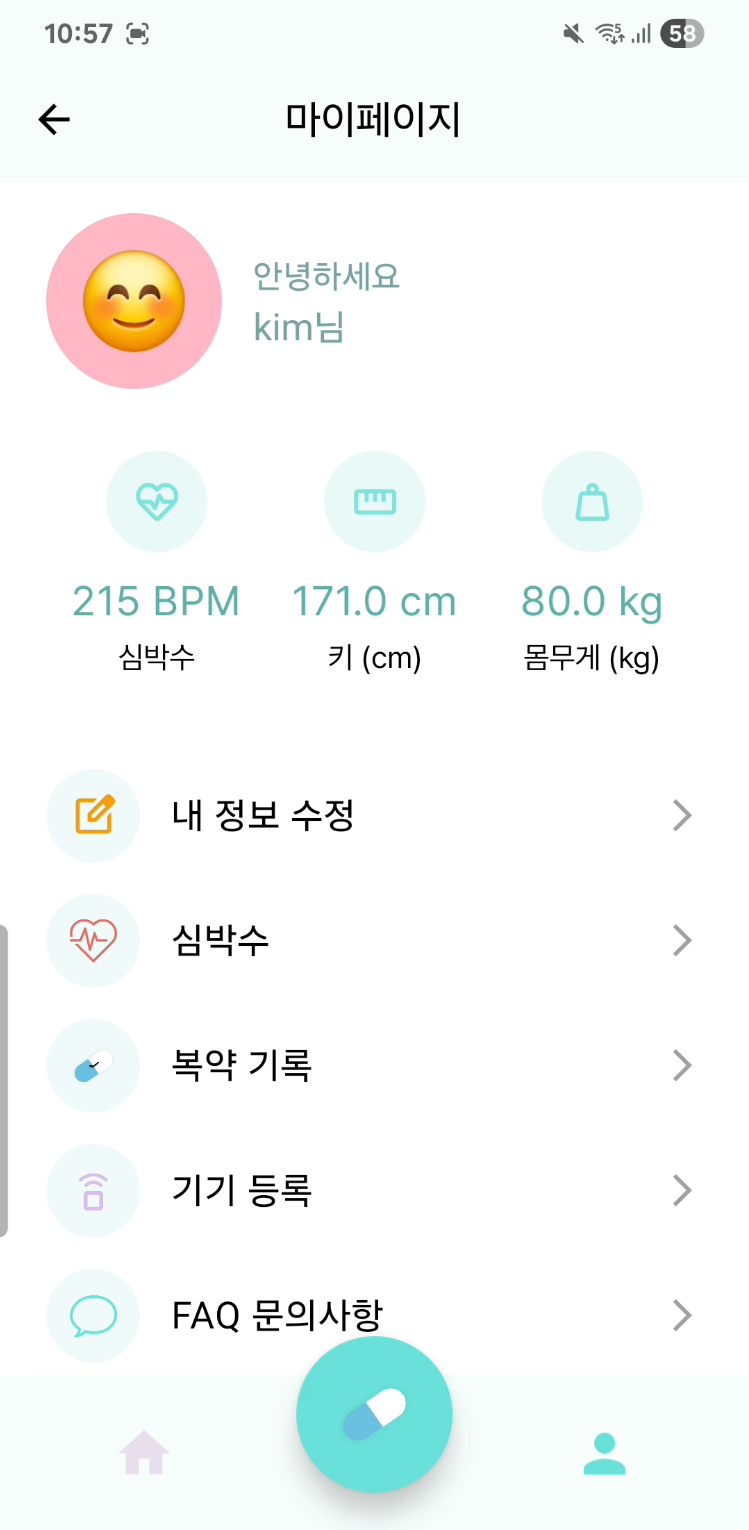 10:57
5
58
마이페이지
안녕하세요
kim님
215 BPM
171.0 cm
80.0 kg
심박수
키 (cm)
몸무게 (kg)
내 정보 수정
심박수
복약 기록
기기 등록
FAQ 문의사항